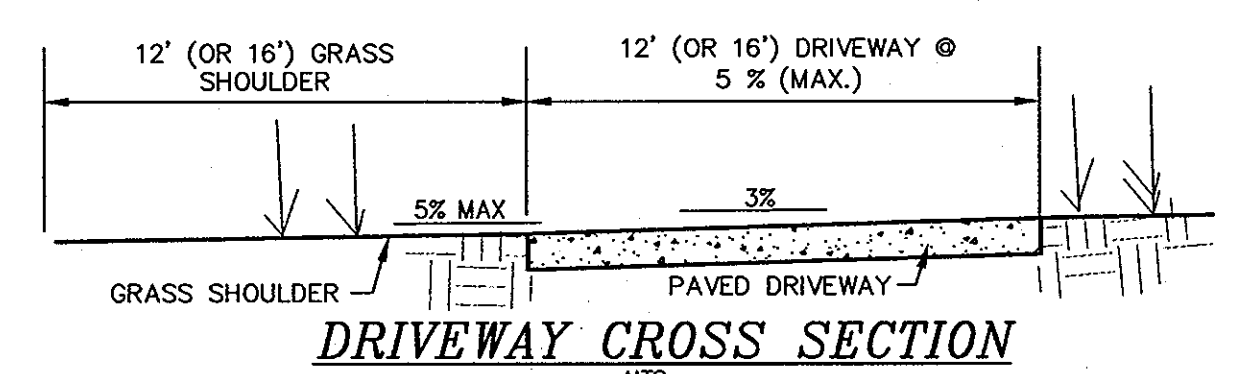 12' (OR 16') GRASS
SHOULDER
12' (OR 16') DRIVEWAY @
5 % (MAX.)
5% MAX
3%
GRASS SHOULDER
PAVED DRIVEWAY
DRIVEWAY CROSS SECTION